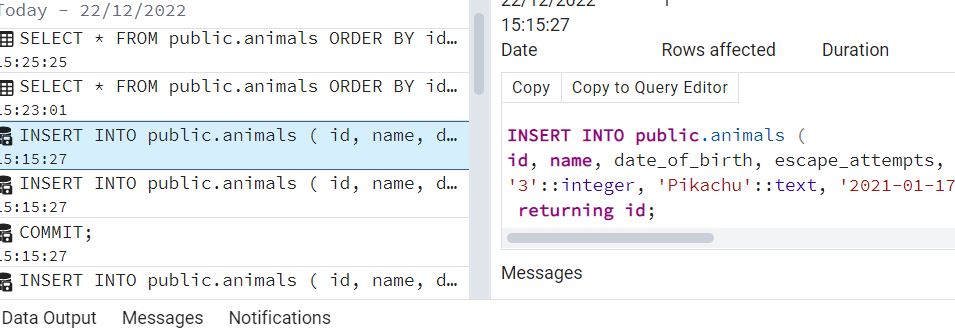 Today - 22/12/2022
SELECT * FROM public.animals ORDER BY id...
15:25:25
SELECT * FROM public.animals ORDER BY id...
15:23:01
INSERT INTO public.animals ( id, name, d...
15:15:27
INSERT INTO public.animals ( id, name, d...
15:15:27
COMMIT;
15:15:27
INSERT INTO public.animals ( id, name, d...
22/12/2022
15:15:27
Date Rows affected Duration
Copy Copy to Query Editor
INSERT INTO public.animals (
id, name, date_of_birth, escape_attempts,
'3'::integer, 'Pikachu'::text, '2021-01-17
returning id;
Messages
Data Output Messages Notifications